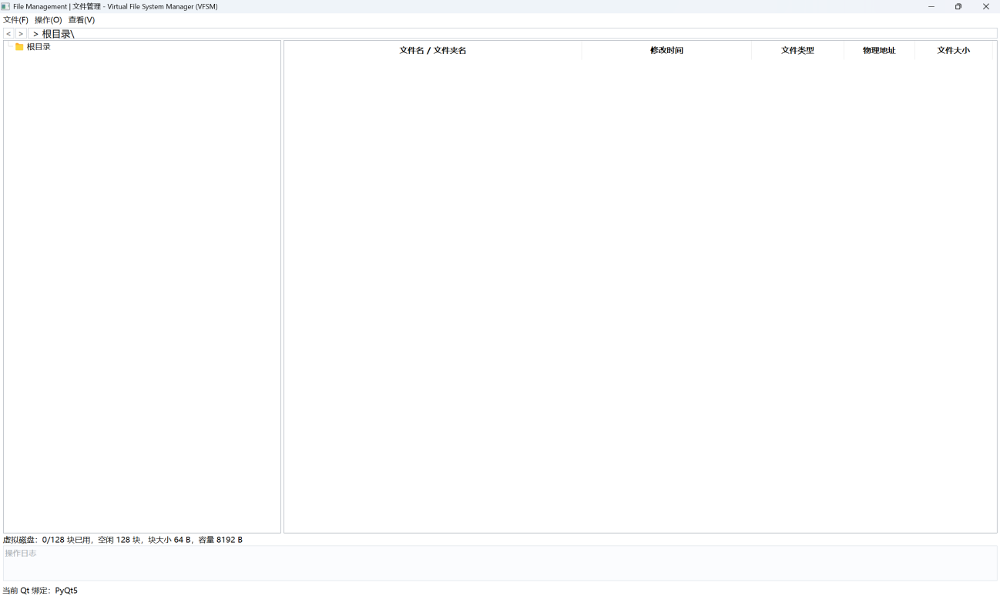 File Management | 文件管理 - Virtual File System Manager (VFSM)
文件(F) 操作(O) 查看(V)
< > > 根目录\
根目录
文件名 / 文件夹名 修改时间 文件类型 物理地址 文件大小
虚拟磁盘：0/128 块已用，空闲 128 块，块大小 64 B，容量 8192 B
操作日志
当前 Qt 绑定：PyQt5